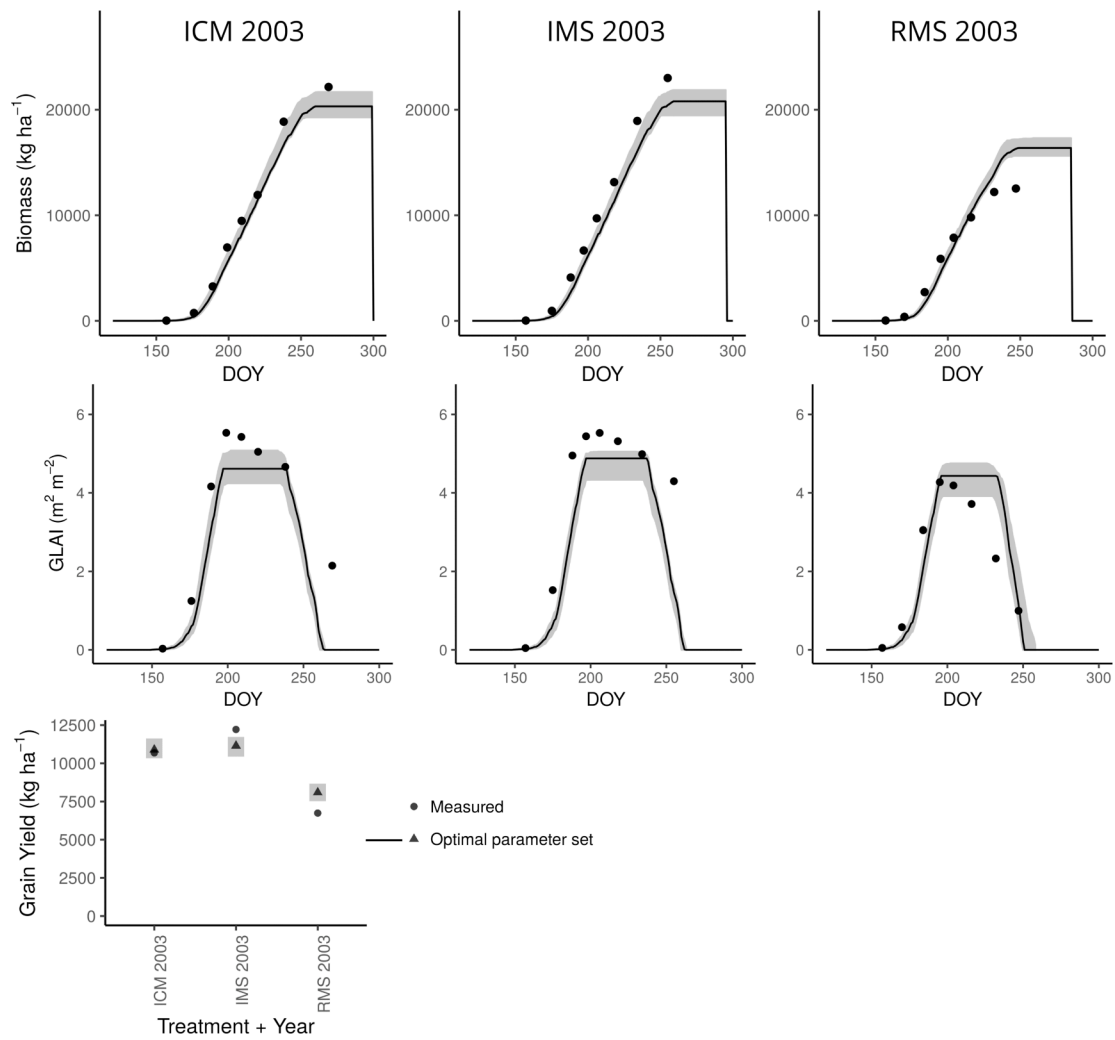 ICM 2003 IMS 2003 RMS 2003
Biomass (kg ha⁻¹)
20000 20000 20000
10000 10000 10000
0 0 0
150 200 250 300 150 200 250 300 150 200 250 300
DOY DOY DOY
GLAI (m² m⁻²)
6 6 6
4 4 4
2 2 2
0 0 0
150 200 250 300 150 200 250 300 150 200 250 300
DOY DOY DOY
Grain Yield (kg ha⁻¹)
12500
10000
7500
5000
2500
0
Measured
Optimal parameter set
ICM 2003
IMS 2003
RMS 2003
Treatment + Year